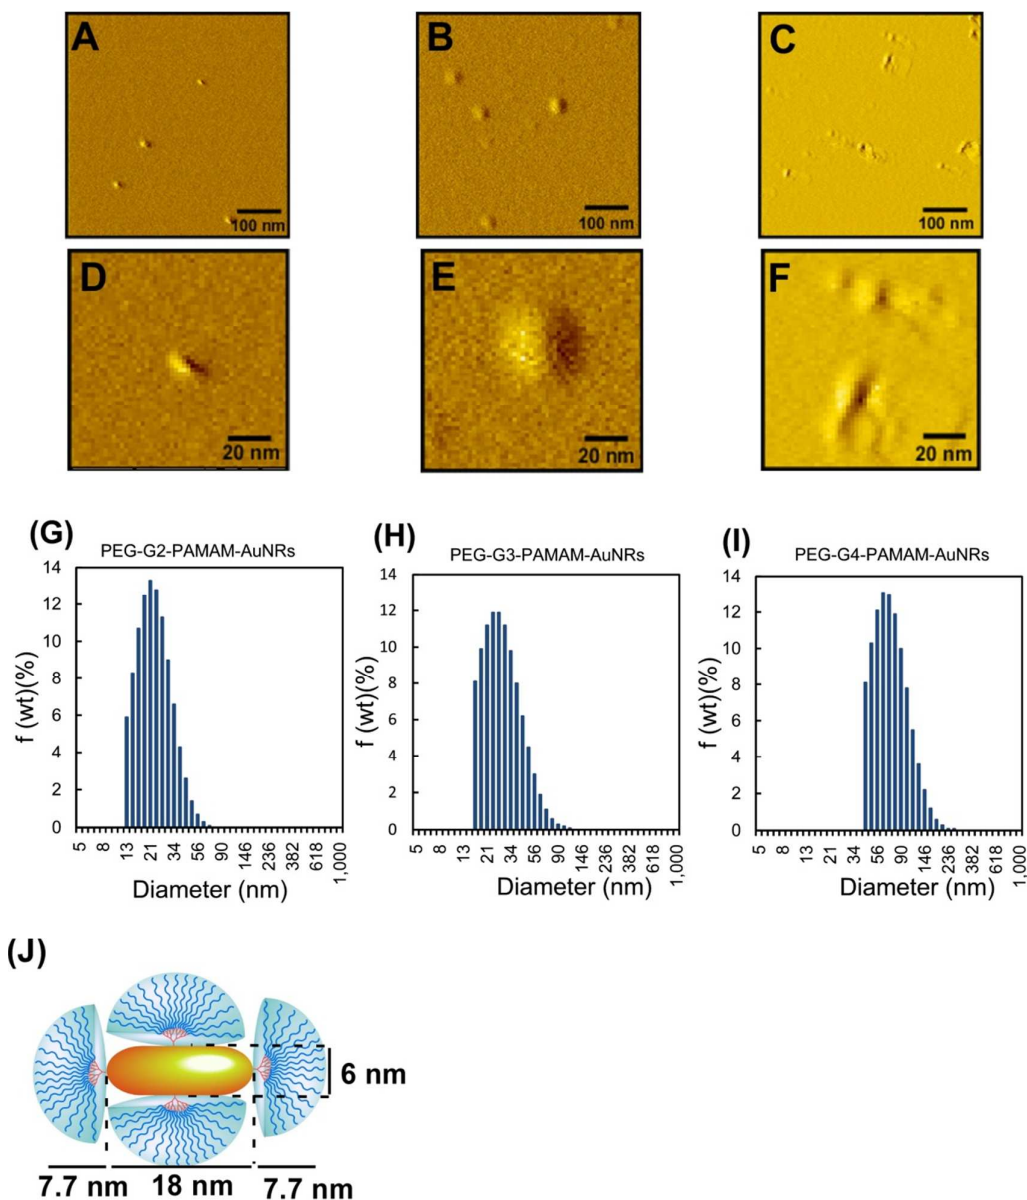 A
B
C
100 nm
100 nm
100 nm
D
E
F
20 nm
20 nm
20 nm
(G)
(H)
(I)
PEG-G2-PAMAM-AuNRs
PEG-G3-PAMAM-AuNRs
PEG-G4-PAMAM-AuNRs
14
12
10
8
6
4
2
0
f (wt)(%)
5 8 13 21 34 56 90 146 236 382 618 1,000
Diameter (nm)
14
12
10
8
6
4
2
0
f (wt)(%)
5 8 13 21 34 56 90 146 236 382 618 1,000
Diameter (nm)
14
12
10
8
6
4
2
0
f (wt)(%)
5 8 13 21 34 56 90 146 236 382 618 1,000
Diameter (nm)
(J)
6 nm
7.7 nm
18 nm
7.7 nm